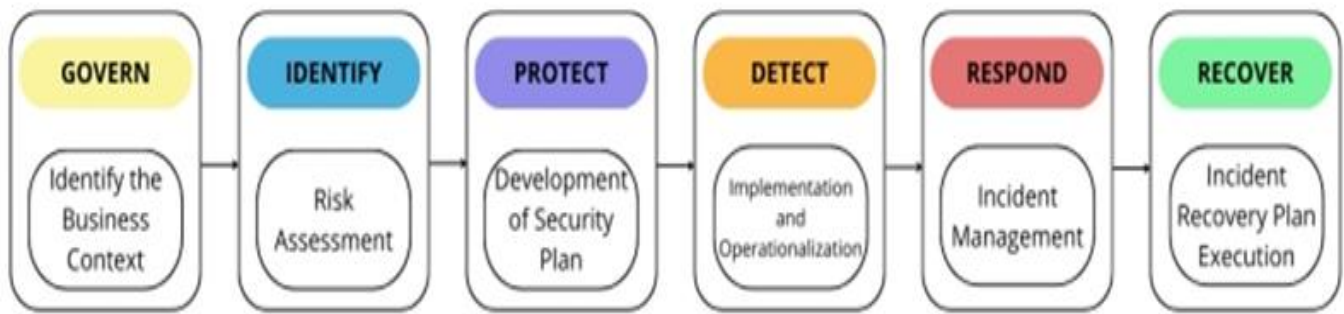 GOVERN
Identify the
Business
Context
IDENTIFY
Risk
Assessment
PROTECT
Development
of Security
Plan
DETECT
Implementation
and
Operationalization
RESPOND
Incident
Management
RECOVER
Incident
Recovery Plan
Execution